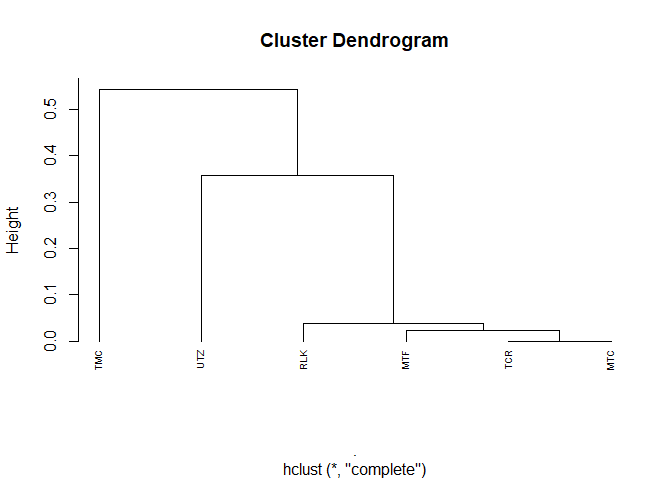 Cluster Dendrogram
Height
0.0 0.1 0.2 0.3 0.4 0.5
TMC UTZ RLK MTF TCR MTC
.
hclust (*, "complete")